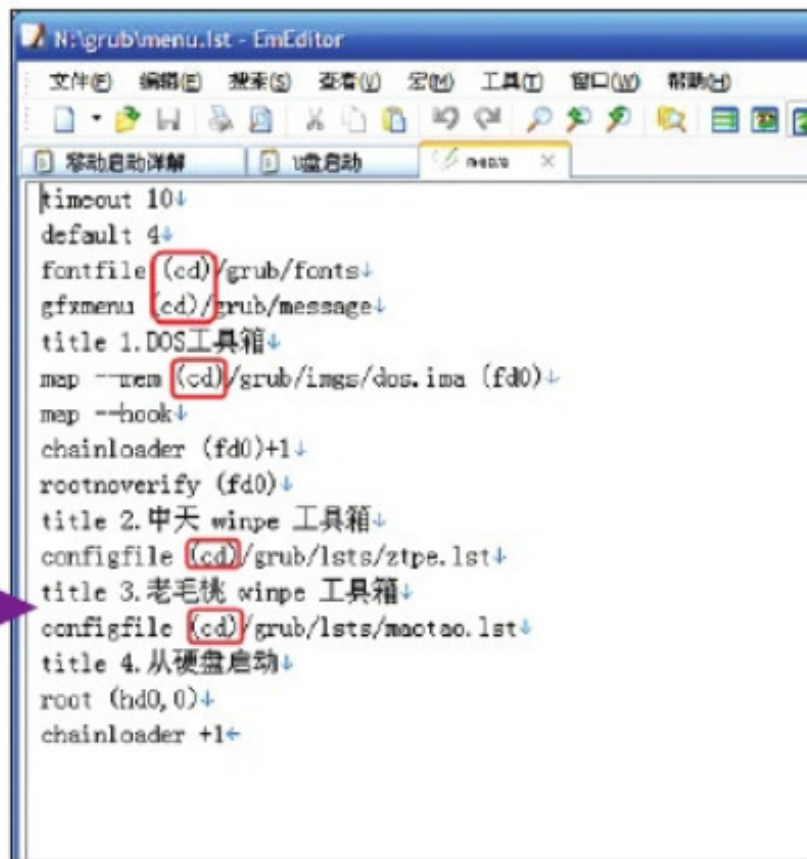 N:\grub\menu.lst - EmEditor
文件(F) 编辑(E) 搜索(S) 查看(V) 宏(M) 工具(T) 窗口(W) 帮助(H)
移动启动详解 U盘启动 menu
timeout 10↓
default 4↓
fontfile (cd)/grub/fonts↓
gfxmenu (cd)/grub/message↓
title 1.DOS工具箱↓
map --mem (cd)/grub/imgs/dos.ima (fd0)↓
map --hook↓
chainloader (fd0)+1↓
rootnoverify (fd0)↓
title 2.中天 winpe 工具箱↓
configfile (cd)/grub/lsts/ztpe.lst↓
title 3.老毛桃 winpe 工具箱↓
configfile (cd)/grub/lsts/maotao.lst↓
title 4.从硬盘启动↓
root (hd0,0)↓
chainloader +1←